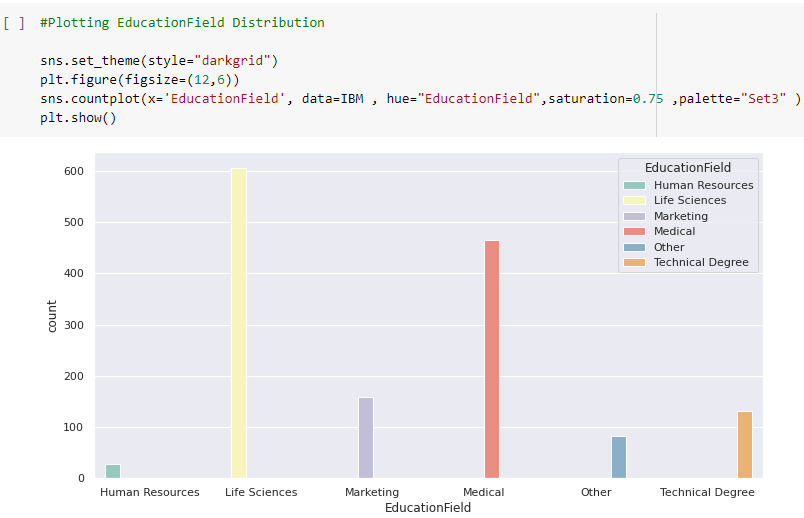 [ ] #Plotting EducationField Distribution
sns.set_theme(style="darkgrid")
plt.figure(figsize=(12,6))
sns.countplot(x='EducationField', data=IBM , hue="EducationField",saturation=0.75 ,palette="Set3" )
plt.show()
EducationField
Human Resources
Life Sciences
Marketing
Medical
Other
Technical Degree
600
500
400
300
200
100
0
count
Human Resources Life Sciences Marketing Medical Other Technical Degree
EducationField